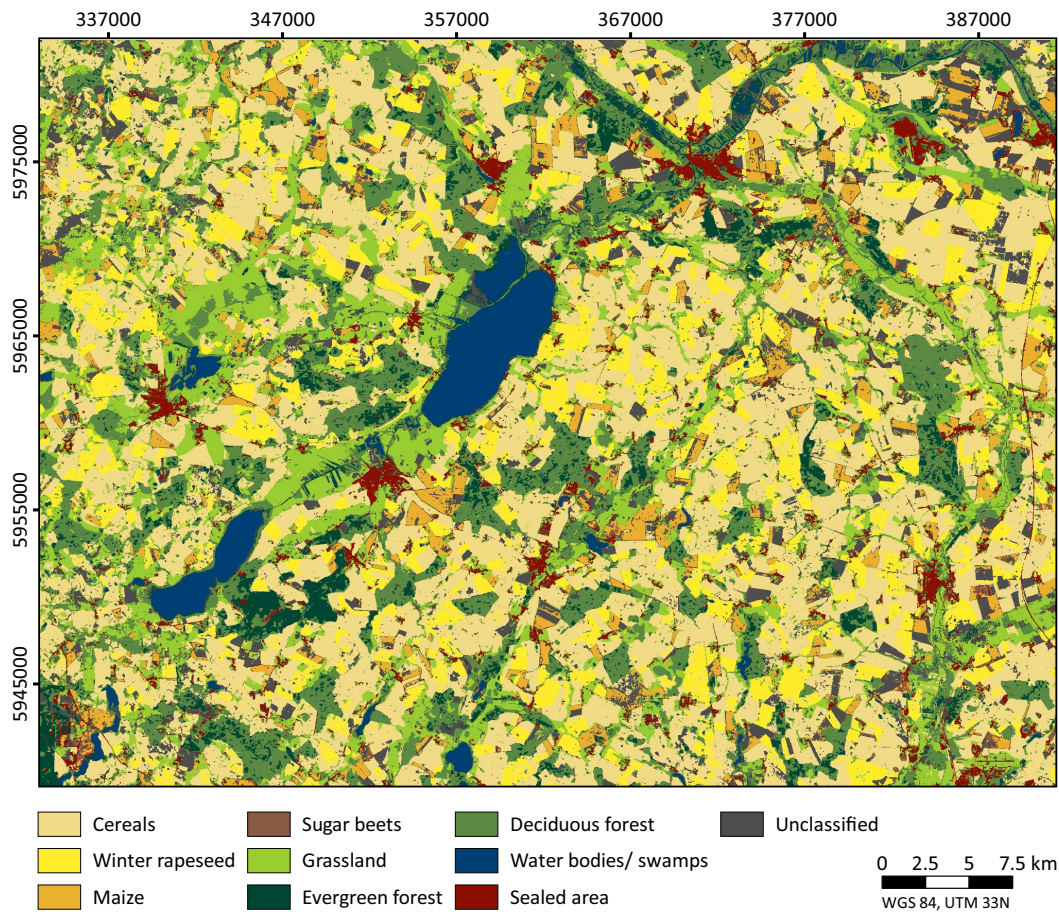 337000 347000 357000 367000 377000 387000
5975000
5965000
5955000
5945000
Cereals Sugar beets Deciduous forest Unclassified
Winter rapeseed Grassland Water bodies/ swamps
Maize Evergreen forest Sealed area
0 2.5 5 7.5 km
WGS 84, UTM 33N